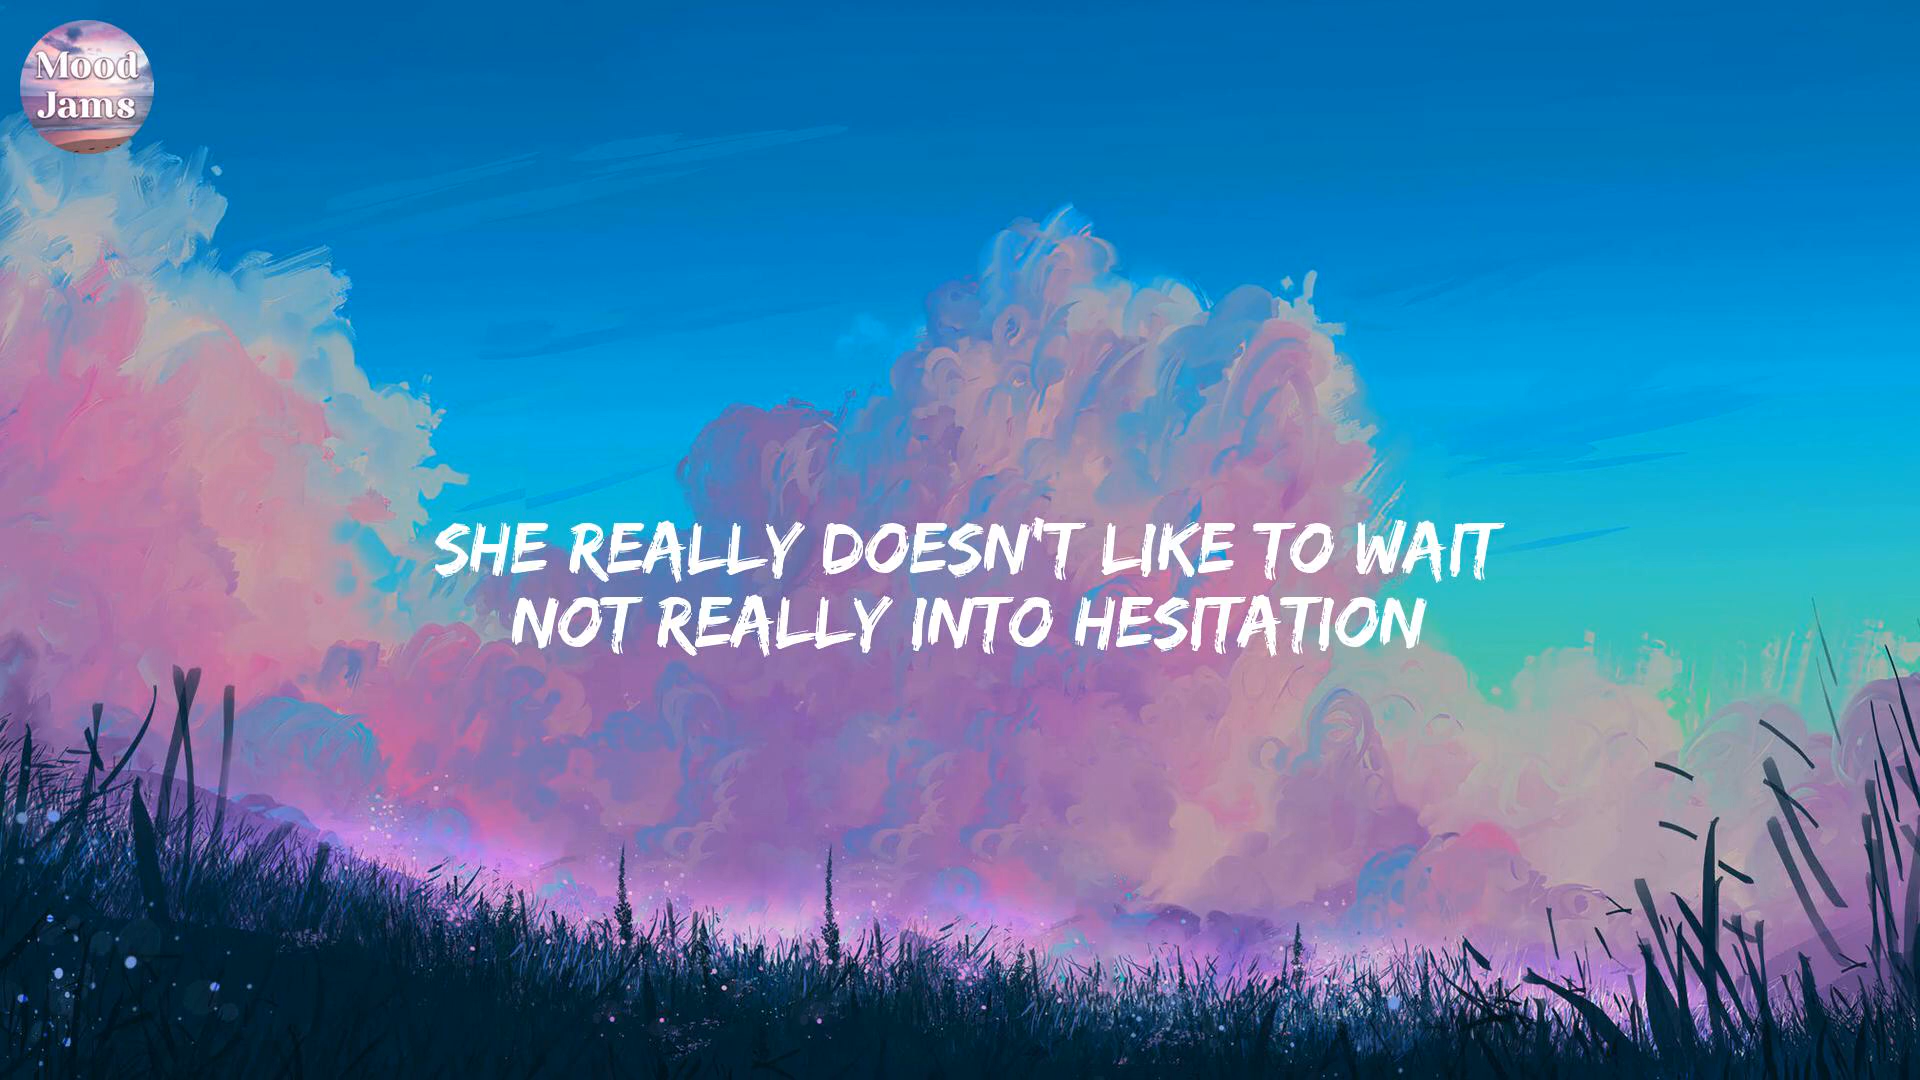 Mood
Jams
SHE REALLY DOESN'T LIKE TO WAIT
NOT REALLY INTO HESITATION